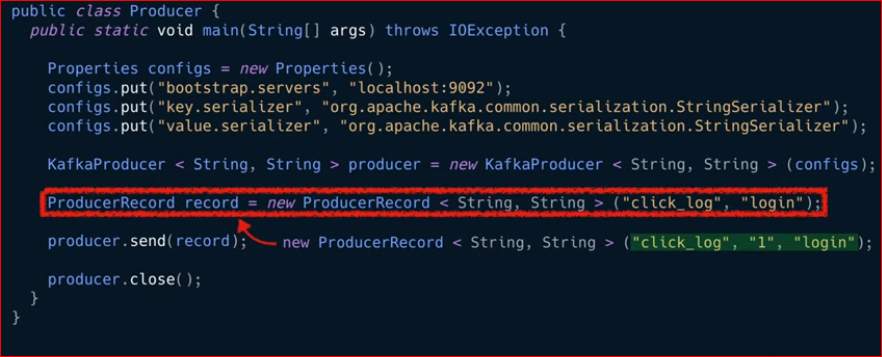 public class Producer {
public static void main(String[] args) throws IOException {
Properties configs = new Properties();
configs.put("bootstrap.servers", "localhost:9092");
configs.put("key.serializer", "org.apache.kafka.common.serialization.StringSerializer");
configs.put("value.serializer", "org.apache.kafka.common.serialization.StringSerializer");
KafkaProducer < String, String > producer = new KafkaProducer < String, String > (configs);
ProducerRecord record = new ProducerRecord < String, String > ("click_log", "login");
producer.send(record);
new ProducerRecord < String, String > ("click_log", "1", "login");
producer.close();
}
}